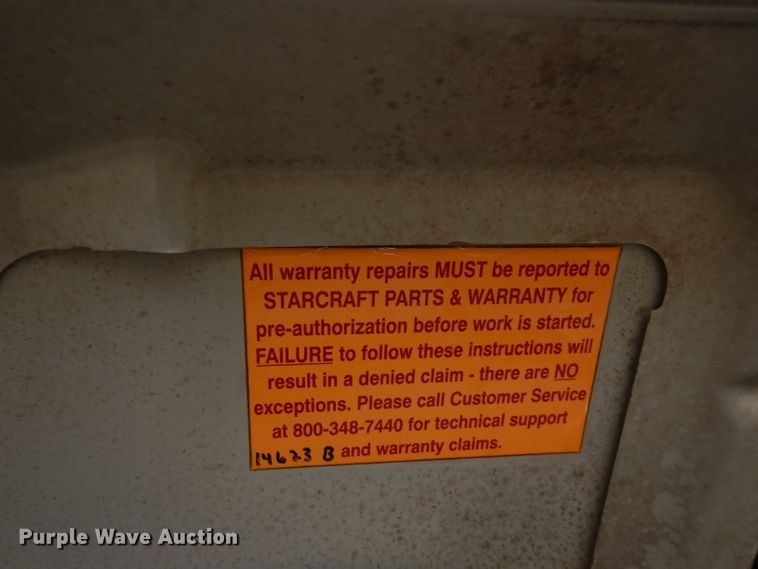 All warranty repairs MUST be reported to
STARCRAFT PARTS & WARRANTY for
pre-authorization before work is started.
FAILURE to follow these instructions will
result in a denied claim - there are NO
exceptions. Please call Customer Service
at 800-348-7440 for technical support
14623 B and warranty claims.
Purple Wave Auction